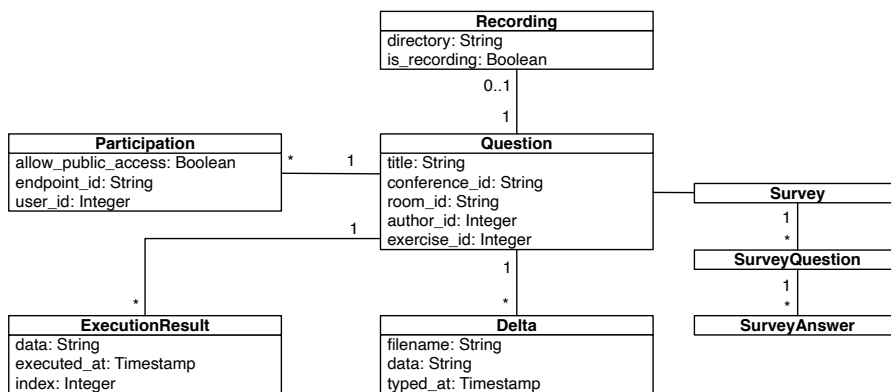 Recording
directory: String
is_recording: Boolean
0..1
1
Participation
allow_public_access: Boolean
endpoint_id: String
user_id: Integer
*
1
Question
title: String
conference_id: String
room_id: String
author_id: Integer
exercise_id: Integer
Survey
1
*
SurveyQuestion
1
*
SurveyAnswer
1
*
1
*
ExecutionResult
data: String
executed_at: Timestamp
index: Integer
Delta
filename: String
data: String
typed_at: Timestamp